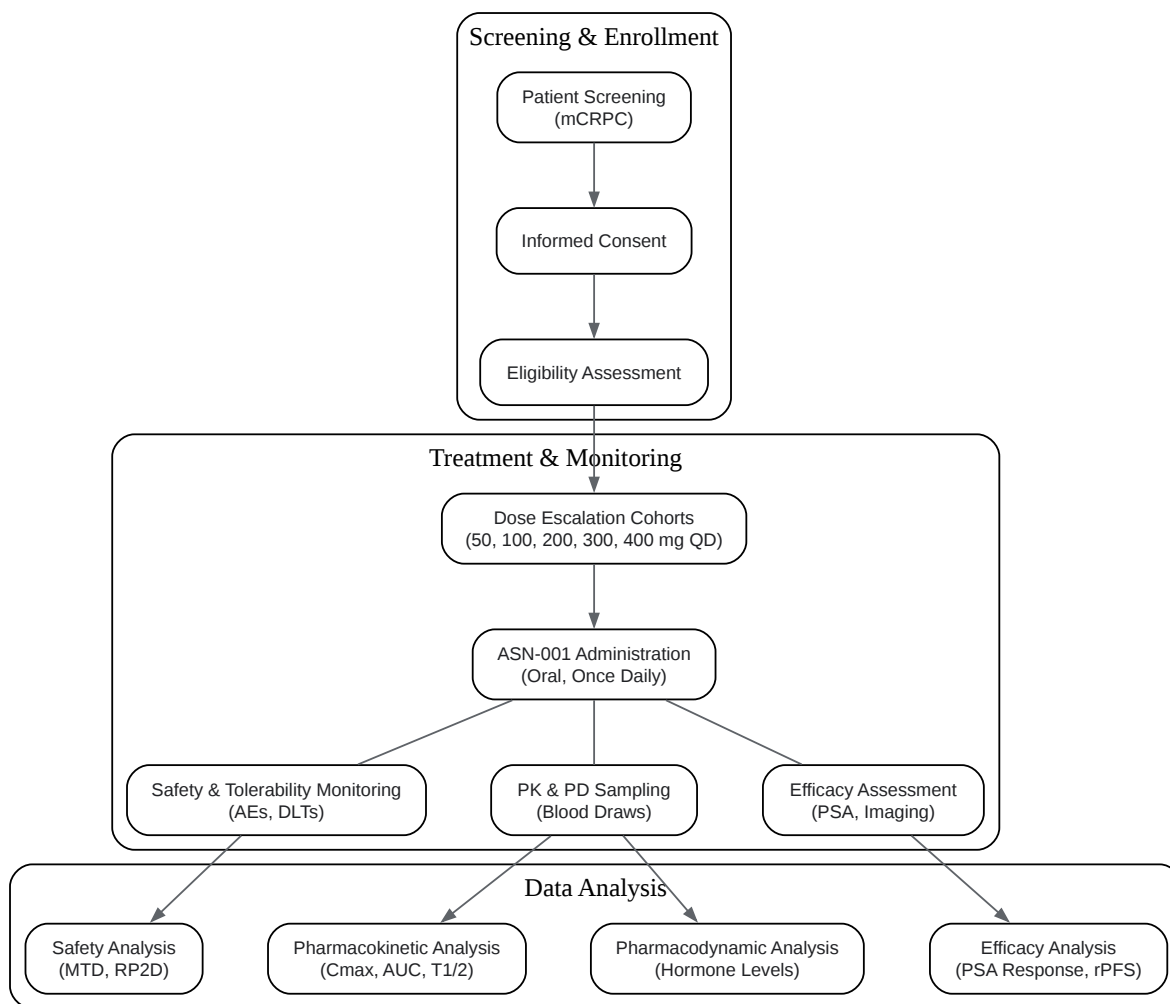 Screening & Enrollment
Patient Screening
(mCRPC)
Informed Consent
Eligibility Assessment
Treatment & Monitoring
Dose Escalation Cohorts
(50, 100, 200, 300, 400 mg QD)
ASN-001 Administration
(Oral, Once Daily)
Safety & Tolerability Monitoring
(AEs, DLTs)
PK & PD Sampling
(Blood Draws)
Efficacy Assessment
(PSA, Imaging)
Data Analysis
Safety Analysis
(MTD, RP2D)
Pharmacokinetic Analysis
(Cmax, AUC, T1/2)
Pharmacodynamic Analysis
(Hormone Levels)
Efficacy Analysis
(PSA Response, rPFS)